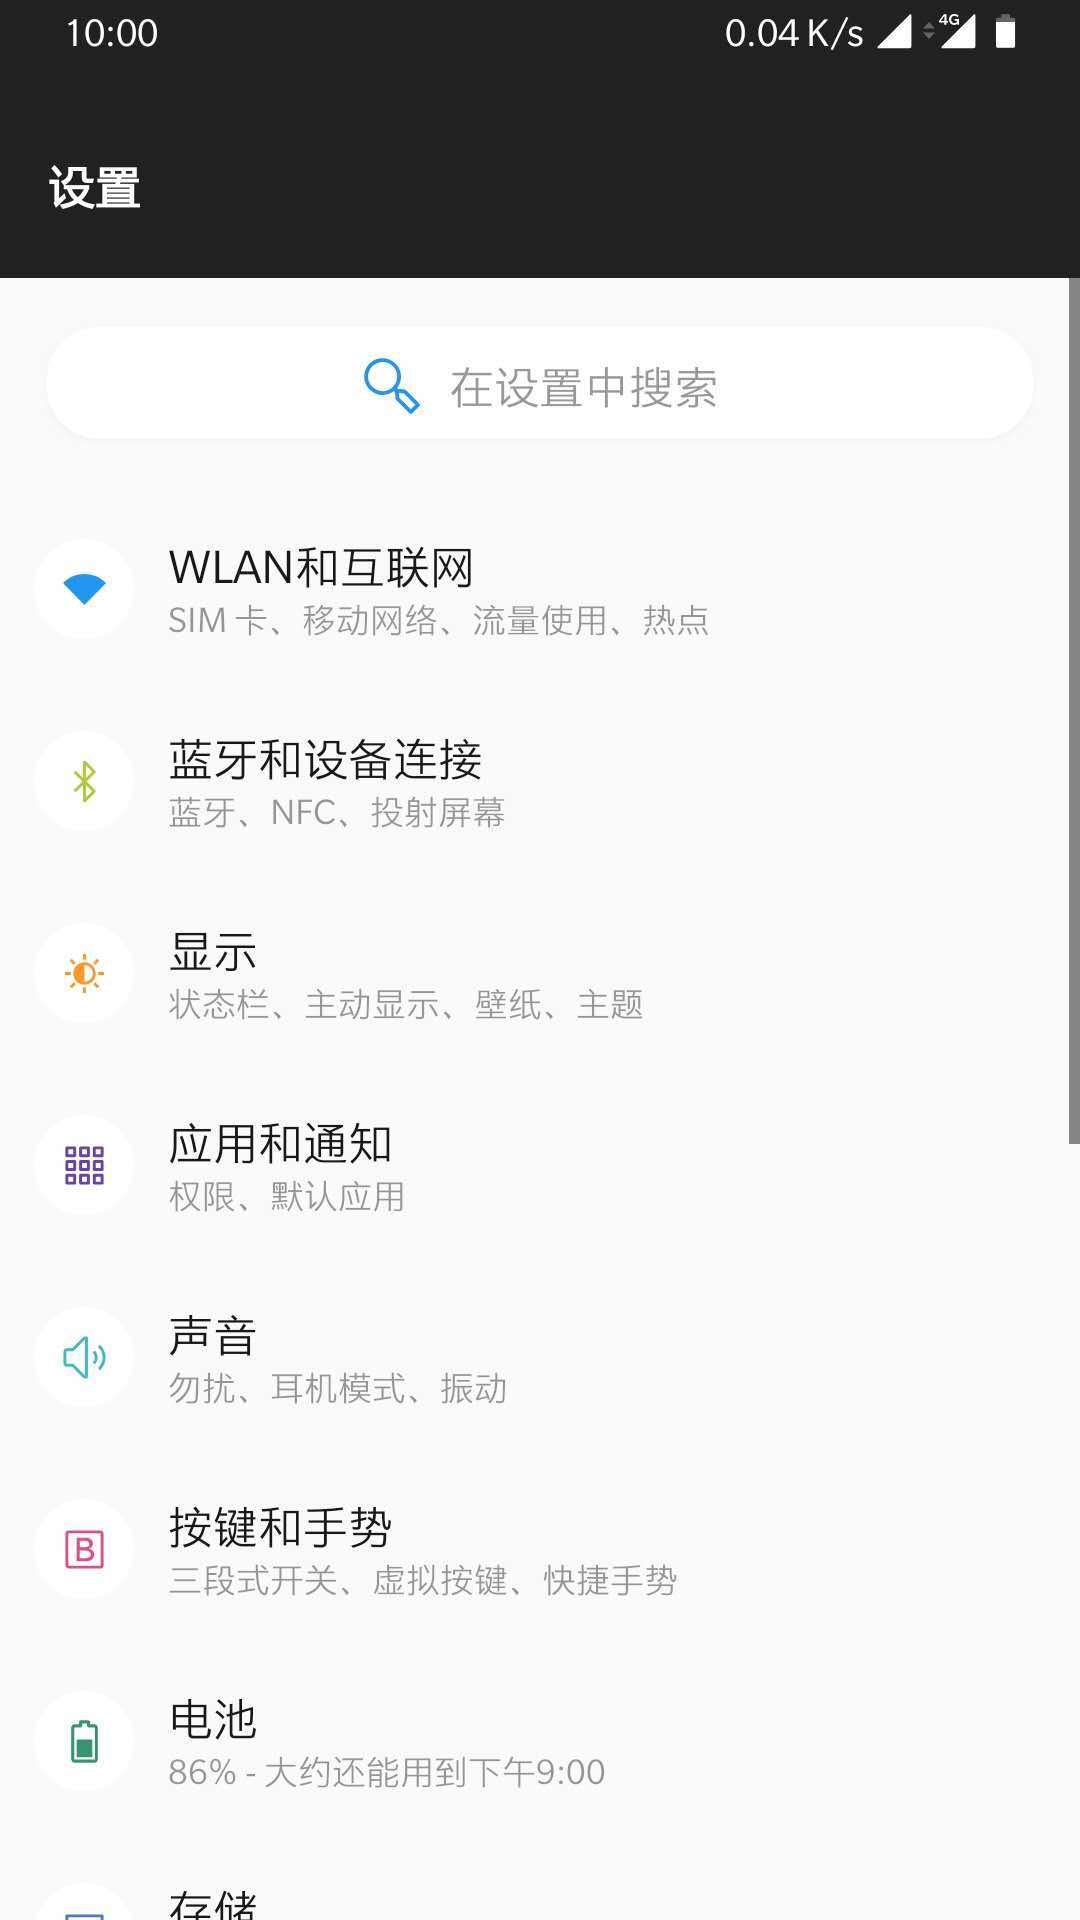 10:00 0.04 K/s 4G
设置
在设置中搜索
WLAN和互联网
SIM 卡、移动网络、流量使用、热点
蓝牙和设备连接
蓝牙、NFC、投射屏幕
显示
状态栏、主动显示、壁纸、主题
应用和通知
权限、默认应用
声音
勿扰、耳机模式、振动
B
按键和手势
三段式开关、虚拟按键、快捷手势
电池
86% - 大约还能用到下午9:00
存储